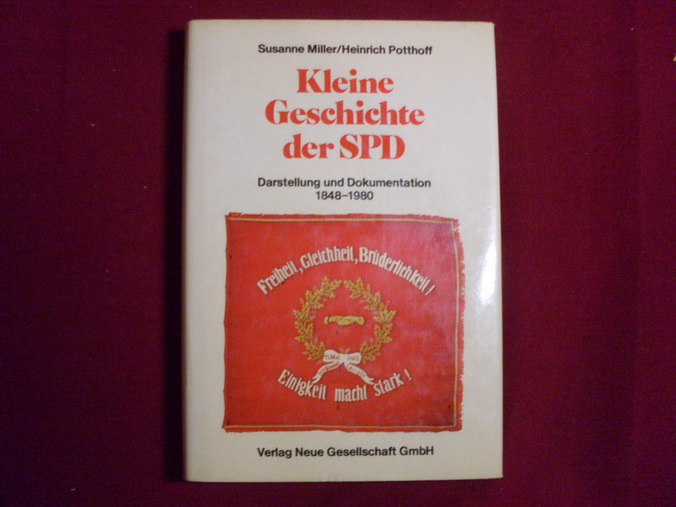 Susanne Miller/Heinrich Potthoff
Kleine
Geschichte
der SPD
Darstellung und Dokumentation
1848–1980
Freiheit, Gleichheit, Brüderlichkeit!
Einigkeit macht stark!
Verlag Neue Gesellschaft GmbH